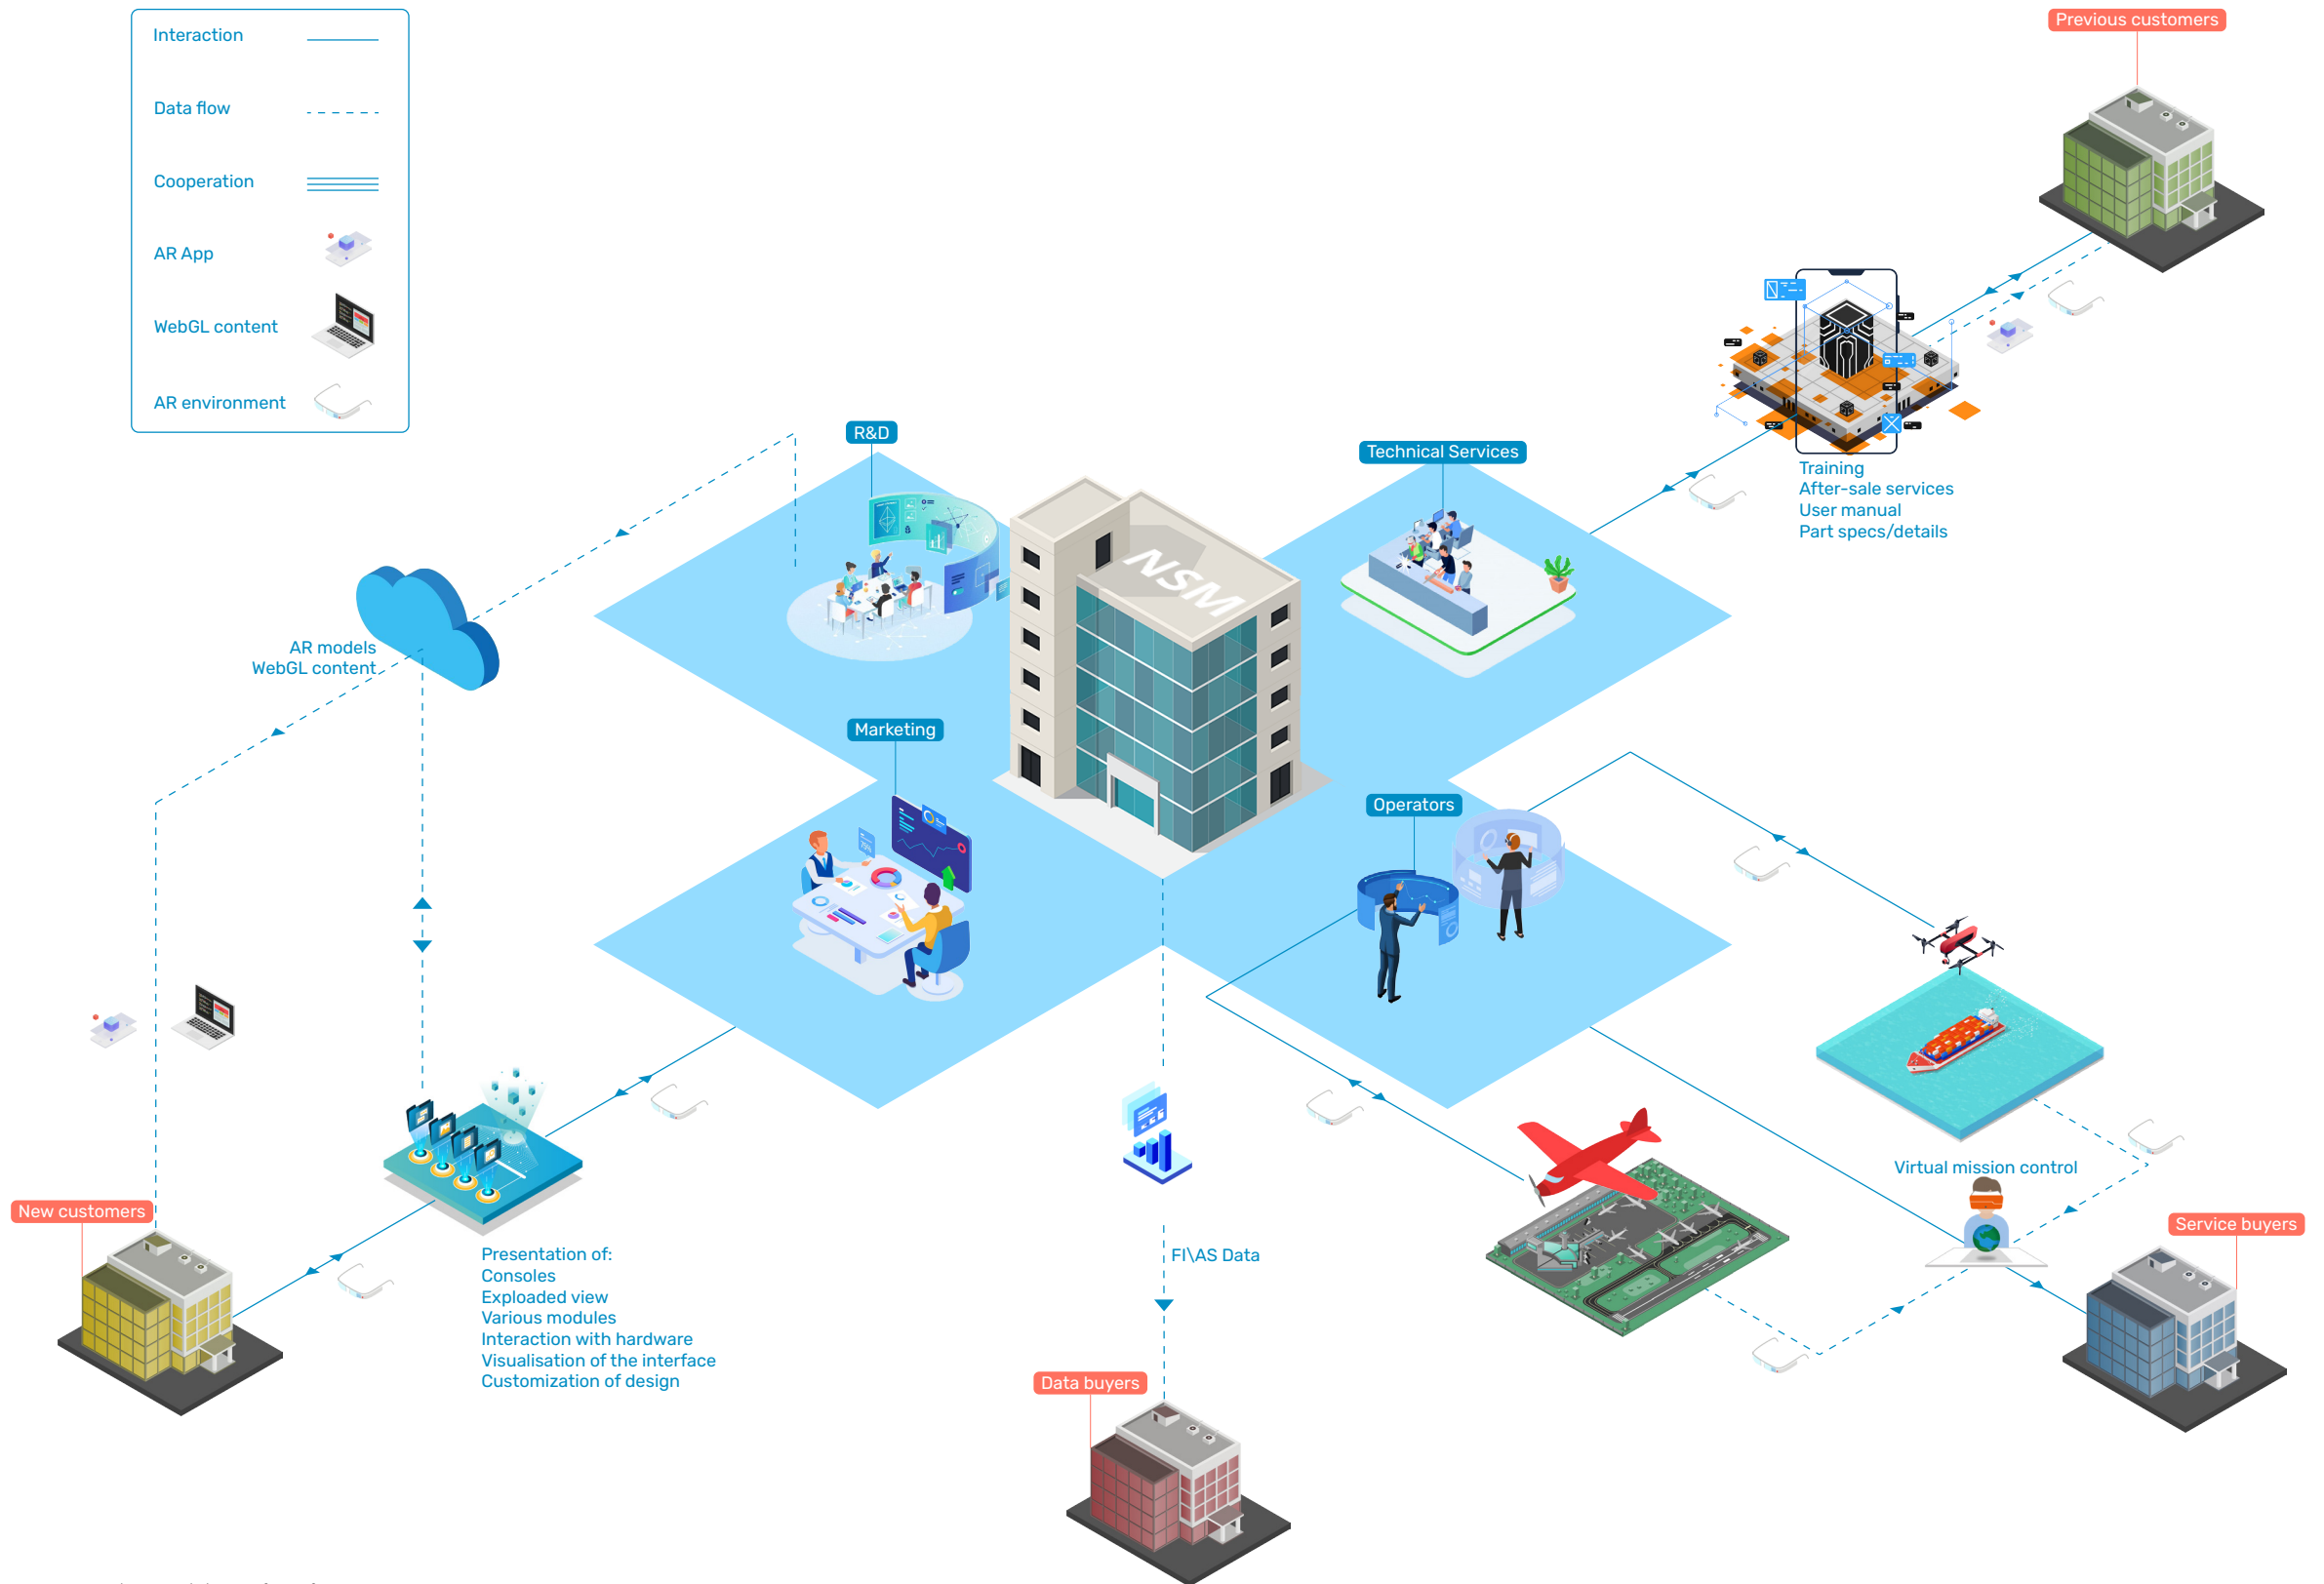 Interaction
Data flow
Cooperation
AR App
WebGL content
AR environment
Previous customers
Training
After-sale services
User manual
Part specs/details
R&D
Technical Services
NSM
AR models
WebGL content
Marketing
Operators
Virtual mission control
Service buyers
New customers
Presentation of:
Consoles
Exploaded view
Various modules
Interaction with hardware
Visualisation of the interface
Customization of design
FI\AS Data
Data buyers